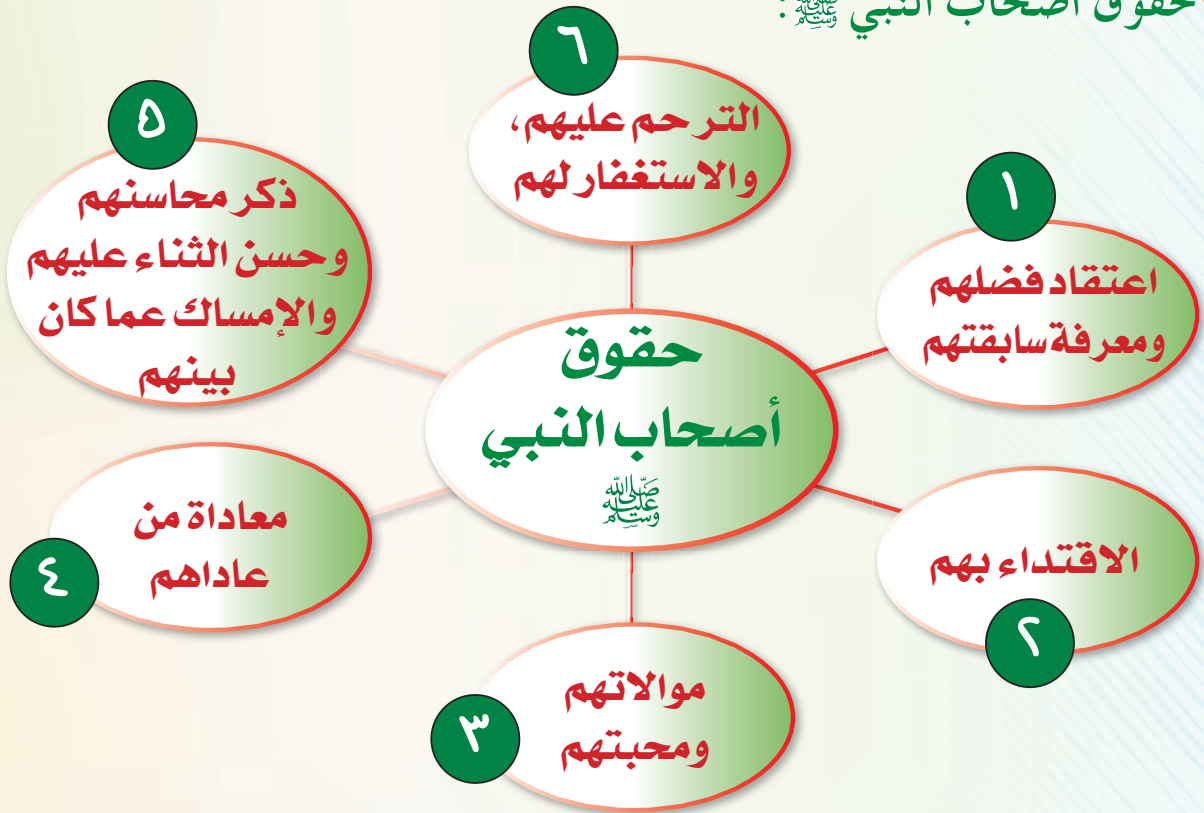 حقوق أصحاب النبي ﷺ:
حقوق
أصحاب النبي
ﷺ
١
اعتقاد فضلهم
ومعرفة سابقتهم
٢
الاقتداء بهم
٣
موالاتهم
ومحبتهم
٤
معاداة من
عاداهم
٥
ذكر محاسنهم
وحسن الثناء عليهم
والإمساك عما كان
بينهم
٦
الترحم عليهم،
والاستغفار لهم